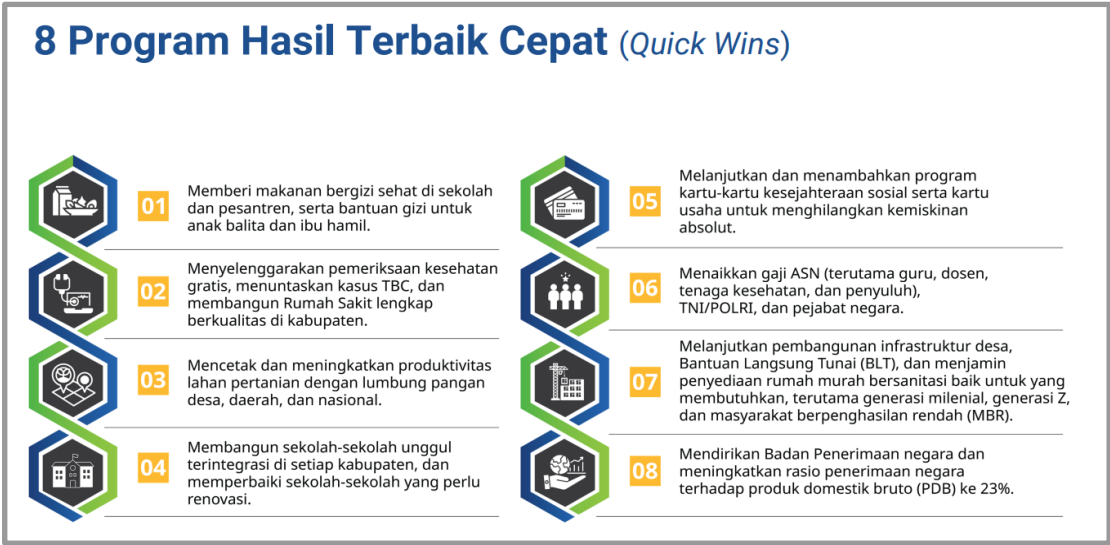 8 Program Hasil Terbaik Cepat (Quick Wins)
01
Memberi makanan bergizi sehat di sekolah
dan pesantren, serta bantuan gizi untuk
anak balita dan ibu hamil.
02
Menyelenggarakan pemeriksaan kesehatan
gratis, menuntaskan kasus TBC, dan
membangun Rumah Sakit lengkap
berkualitas di kabupaten.
03
Mencetak dan meningkatkan produktivitas
lahan pertanian dengan lumbung pangan
desa, daerah, dan nasional.
04
Membangun sekolah-sekolah unggul
terintegrasi di setiap kabupaten, dan
memperbaiki sekolah-sekolah yang perlu
renovasi.
05
Melanjutkan dan menambahkan program
kartu-kartu kesejahteraan sosial serta kartu
usaha untuk menghilangkan kemiskinan
absolut.
06
Menaikkan gaji ASN (terutama guru, dosen,
tenaga kesehatan, dan penyuluh),
TNI/POLRI, dan pejabat negara.
07
Melanjutkan pembangunan infrastruktur desa,
Bantuan Langsung Tunai (BLT), dan menjamin
penyediaan rumah murah bersanitasi baik untuk yang
membutuhkan, terutama generasi milenial, generasi Z,
dan masyarakat berpenghasilan rendah (MBR).
08
Mendirikan Badan Penerimaan negara dan
meningkatkan rasio penerimaan negara
terhadap produk domestik bruto (PDB) ke 23%.